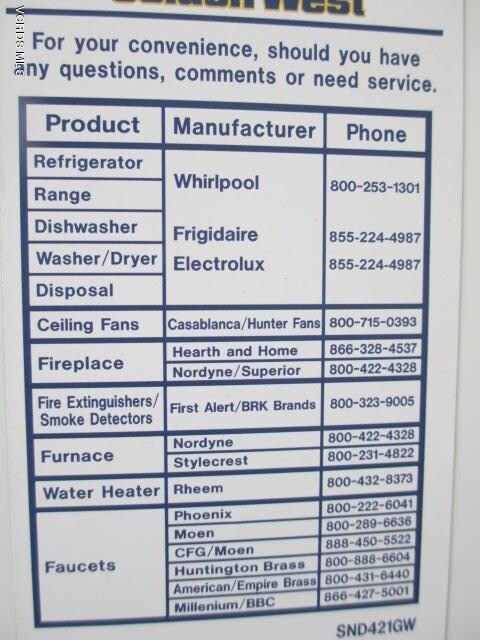 Golden West
For your convenience, should you have
any questions, comments or need service.
Product Manufacturer Phone
Refrigerator
Range
Dishwasher
Washer/Dryer
Disposal
Whirlpool 800-253-1301
Frigidaire 855-224-4987
Electrolux 855-224-4987
Ceiling Fans Casablanca/Hunter Fans 800-715-0393
Fireplace
Hearth and Home 866-328-4537
Nordyne/Superior 800-422-4328
Fire Extinguishers/
Smoke Detectors
First Alert/BRK Brands 800-323-9005
Furnace
Nordyne 800-422-4328
Stylecrest 800-231-4822
Water Heater Rheem 800-432-8373
Faucets
Phoenix 800-222-6041
Moen 800-289-6636
CFG/Moen 888-450-5522
Huntington Brass 800-888-6604
American/Empire Brass 800-431-6440
Millenium/BBC 866-427-5001
SND421GW